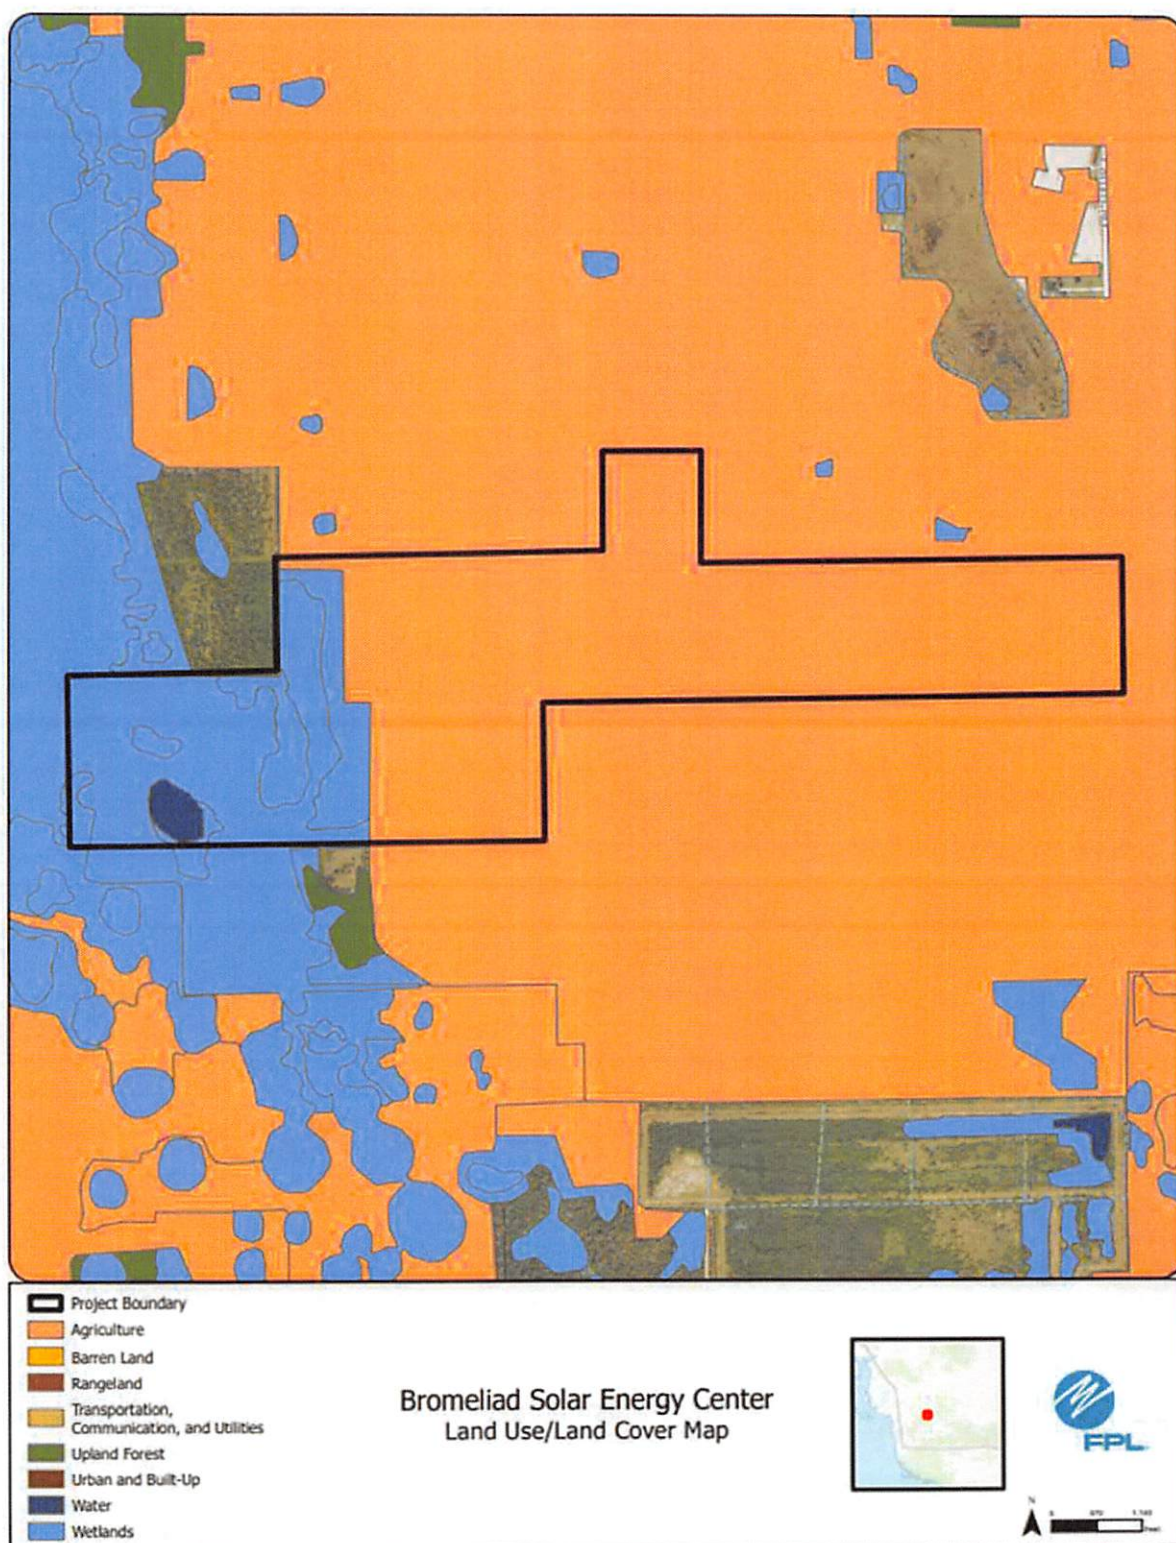 Project Boundary
Agriculture
Barren Land
Rangeland
Transportation,
Communication, and Utilities
Upland Forest
Urban and Built-Up
Water
Wetlands
Bromeliad Solar Energy Center
Land Use/Land Cover Map
FPL
N